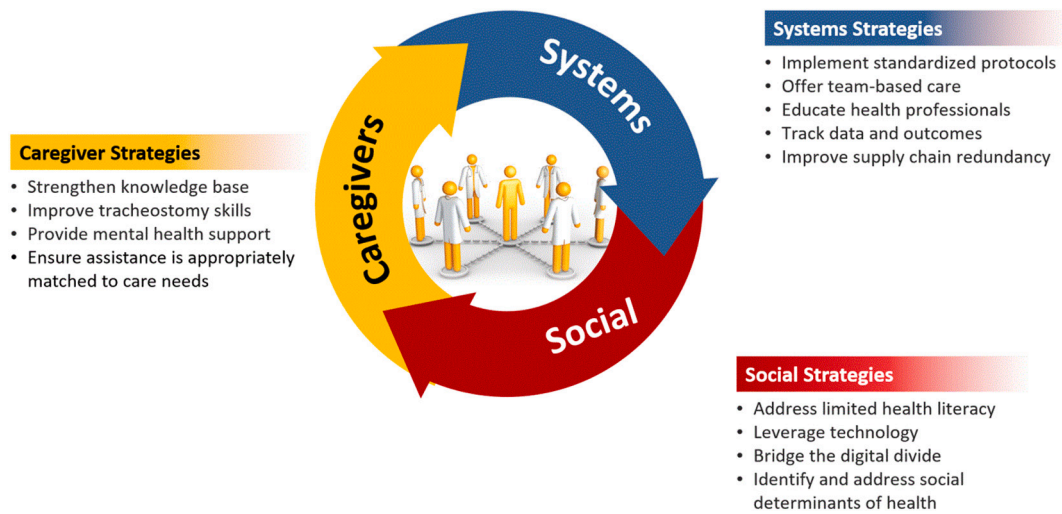 Systems
Caregivers
Social
Systems Strategies
• Implement standardized protocols
• Offer team-based care
• Educate health professionals
• Track data and outcomes
• Improve supply chain redundancy
Caregiver Strategies
• Strengthen knowledge base
• Improve tracheostomy skills
• Provide mental health support
• Ensure assistance is appropriately
matched to care needs
Social Strategies
• Address limited health literacy
• Leverage technology
• Bridge the digital divide
• Identify and address social
determinants of health